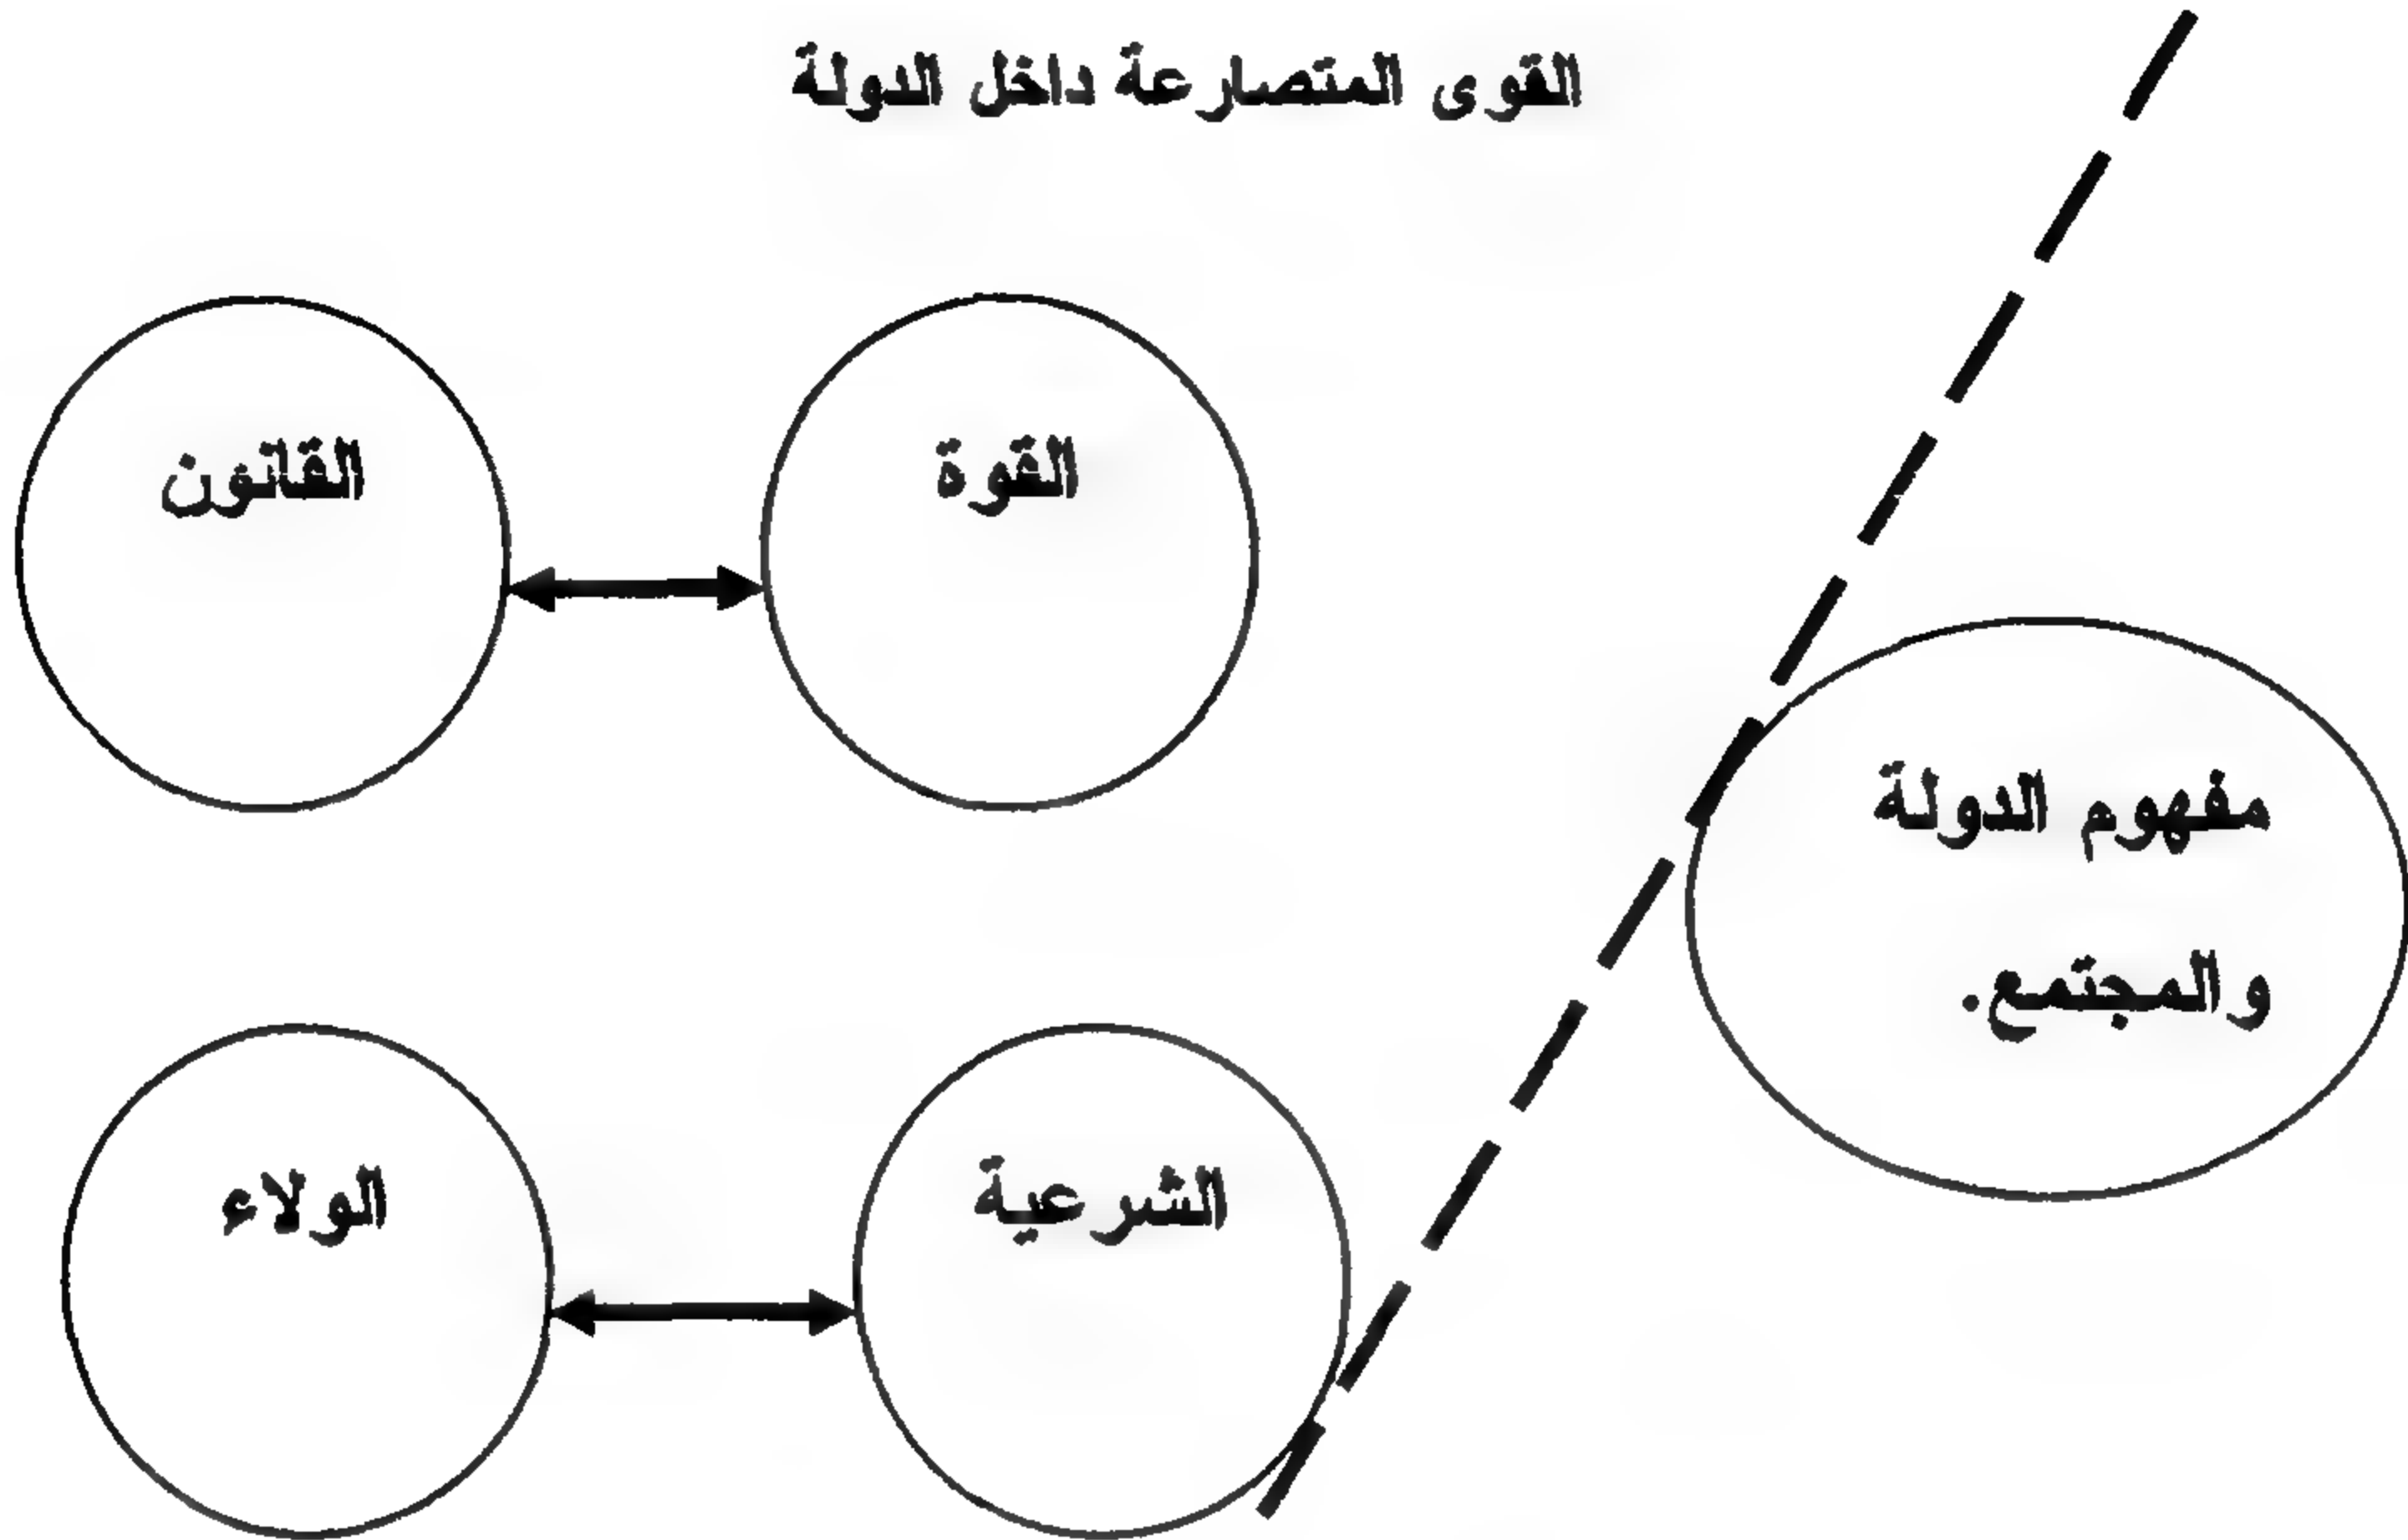 القوى المتصارعة داخل الدولة
القوة
القانون
مفهوم الدولة
والمجتمع.
الشرعية
الولاء